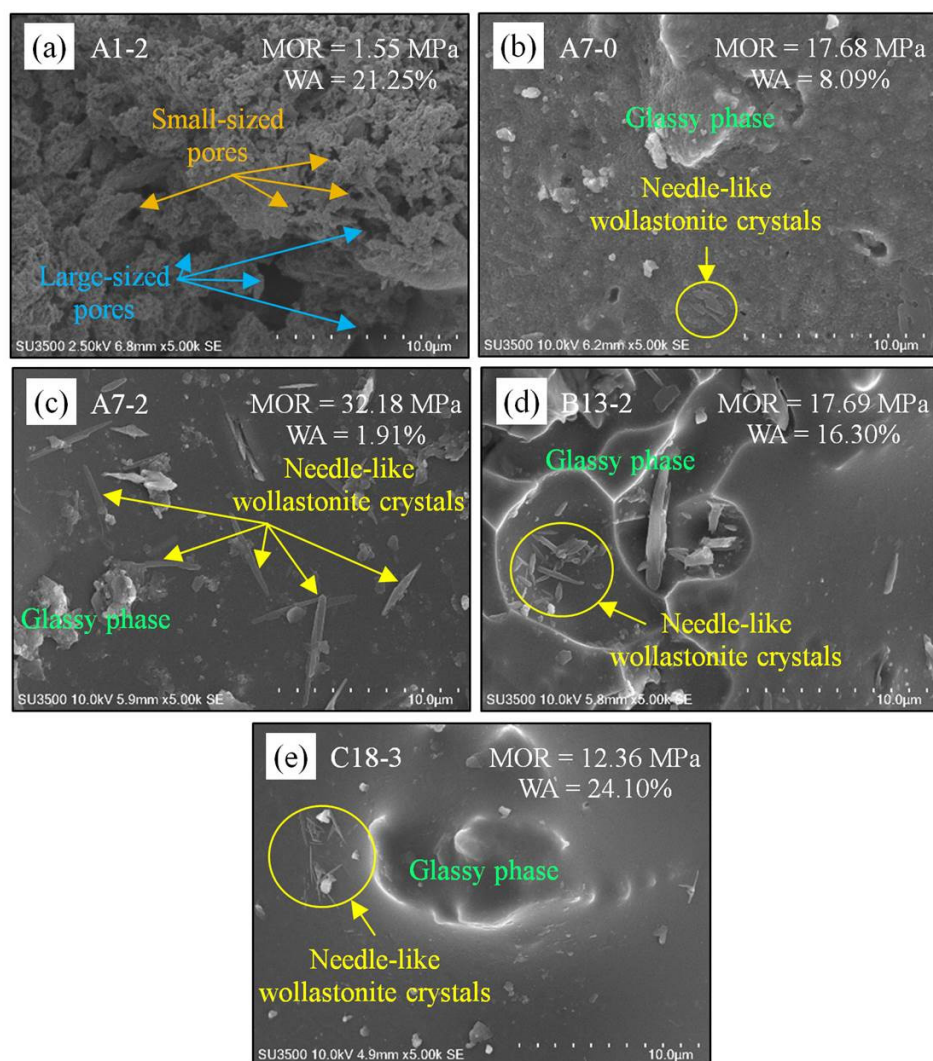 (a) A1-2 MOR = 1.55 MPa
WA = 21.25%
Small-sized
pores
Large-sized
pores
SU3500 2.50kV 6.8mm x5.00k SE 10.0µm
(b) A7-0 MOR = 17.68 MPa
WA = 8.09%
Glassy phase
Needle-like
wollastonite crystals
SU3500 10.0kV 6.2mm x5.00k SE 10.0µm
(c) A7-2 MOR = 32.18 MPa
WA = 1.91%
Needle-like
wollastonite crystals
Glassy phase
SU3500 10.0kV 5.9mm x5.00k SE 10.0µm
(d) B13-2 MOR = 17.69 MPa
WA = 16.30%
Glassy phase
Needle-like
wollastonite crystals
SU3500 10.0kV 5.8mm x5.00k SE 10.0µm
(e) C18-3 MOR = 12.36 MPa
WA = 24.10%
Glassy phase
Needle-like
wollastonite crystals
SU3500 10.0kV 4.9mm x5.00k SE 10.0µm